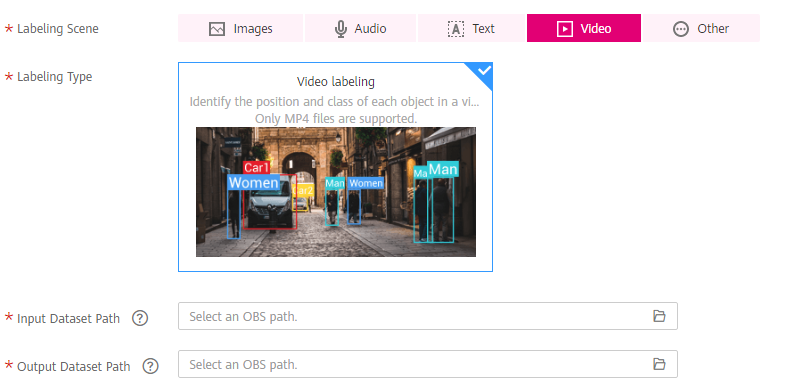 * Labeling Scene
Images
Audio
A Text
Video
Other
* Labeling Type
Video labeling
Identify the position and class of each object in a vi...
Only MP4 files are supported.
Car1
Women
Car2
Man
Women
Ma
Man
* Input Dataset Path ?
Select an OBS path.
* Output Dataset Path ?
Select an OBS path.